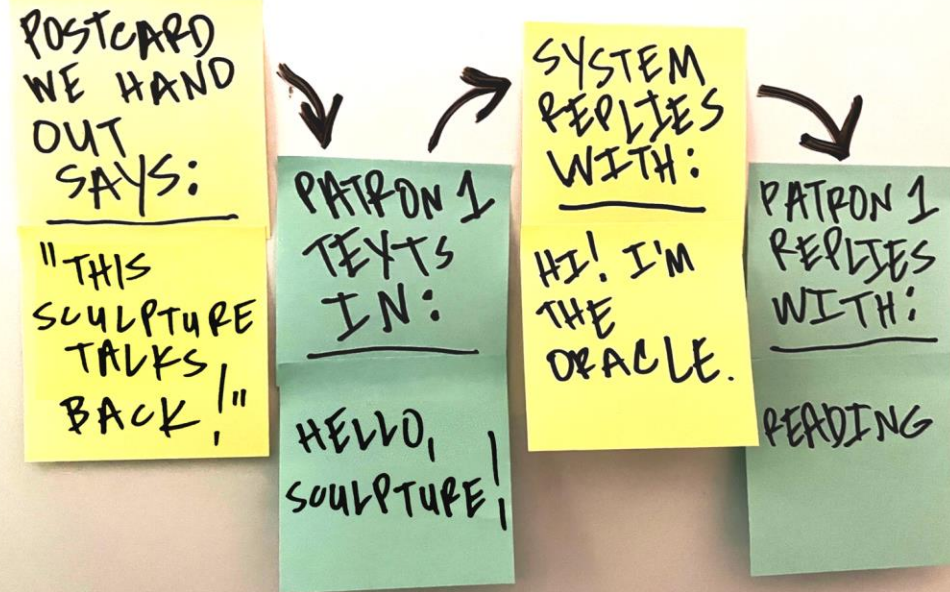 POSTCARD
WE HAND
OUT
SAYS:
"THIS
SCULPTURE
TALKS
BACK!"
PATRON 1
TEXTS
IN:
HELLO,
SCULPTURE!
SYSTEM
REPLIES
WITH:
HI! I'M
THE
ORACLE.
PATRON 1
REPLIES
WITH:
READING